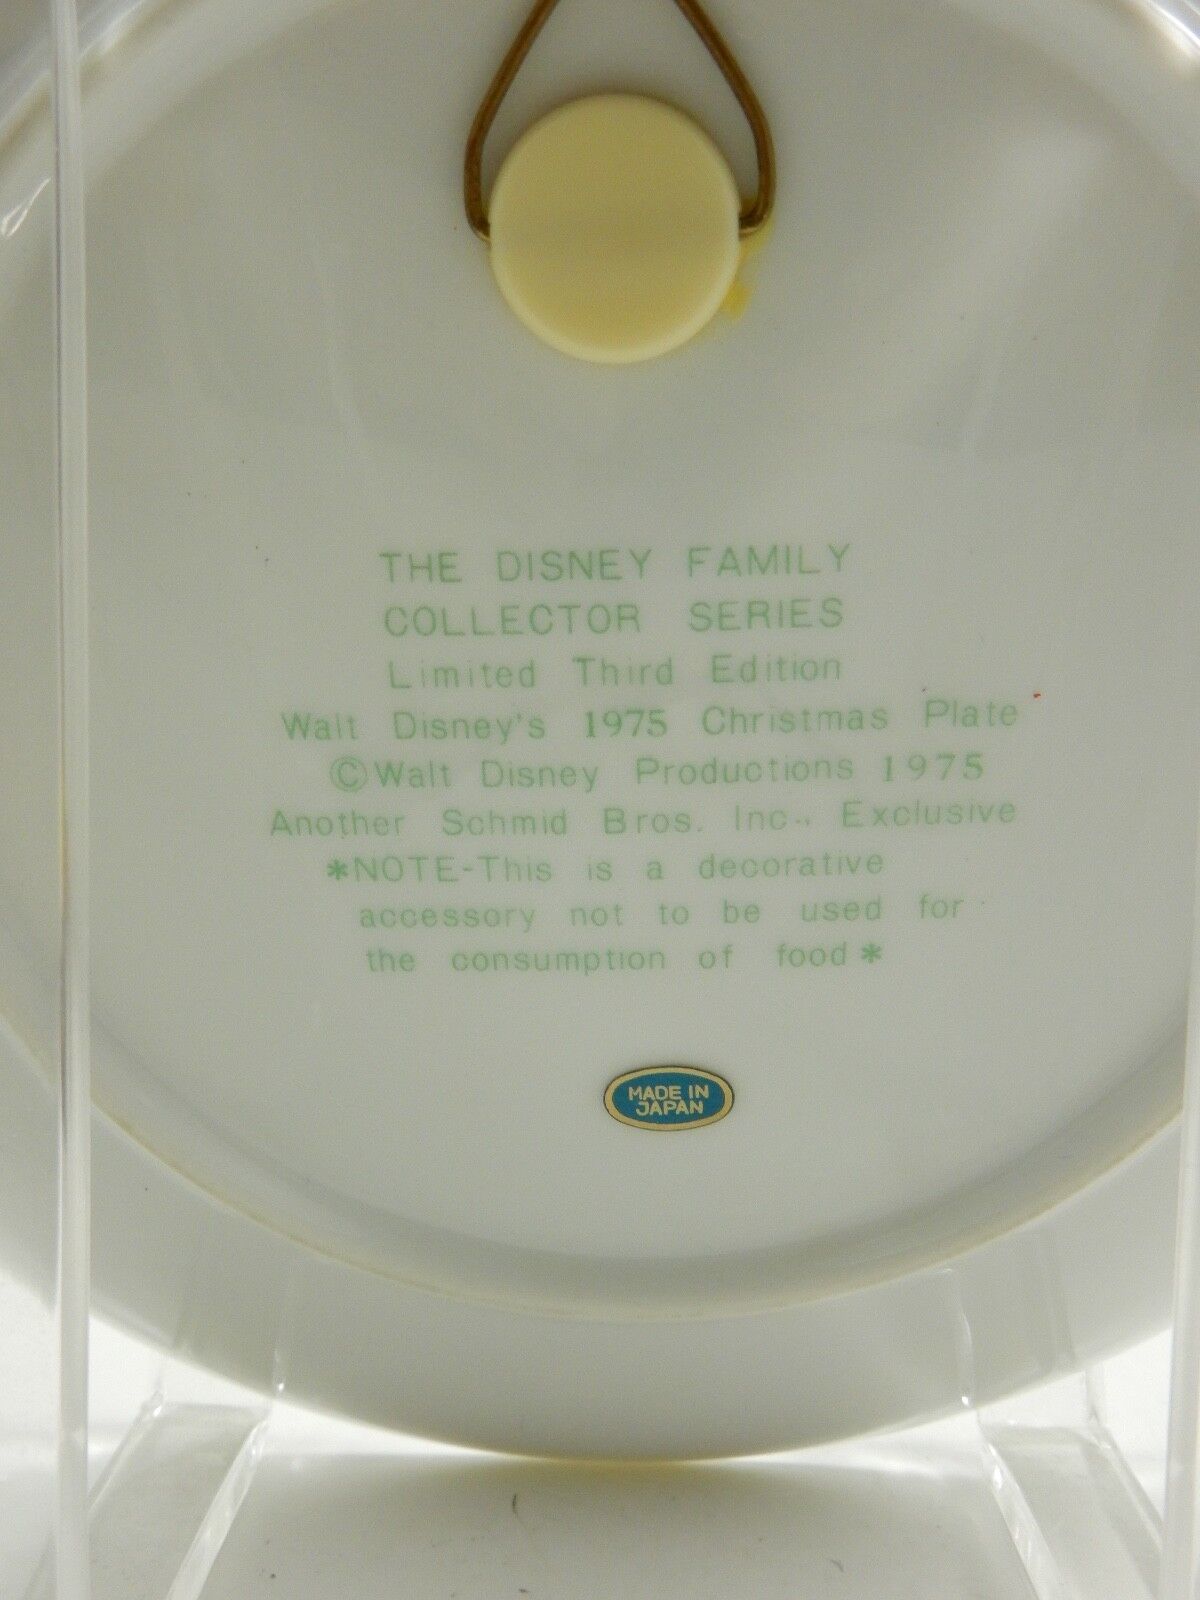 THE DISNEY FAMILY
COLLECTOR SERIES
Limited Third Edition
Walt Disney's 1975 Christmas Plate
©Walt Disney Productions 1975
Another Schmid Bros. Inc., Exclusive
*NOTE-This is a decorative
accessory not to be used for
the consumption of food*
MADE IN
JAPAN